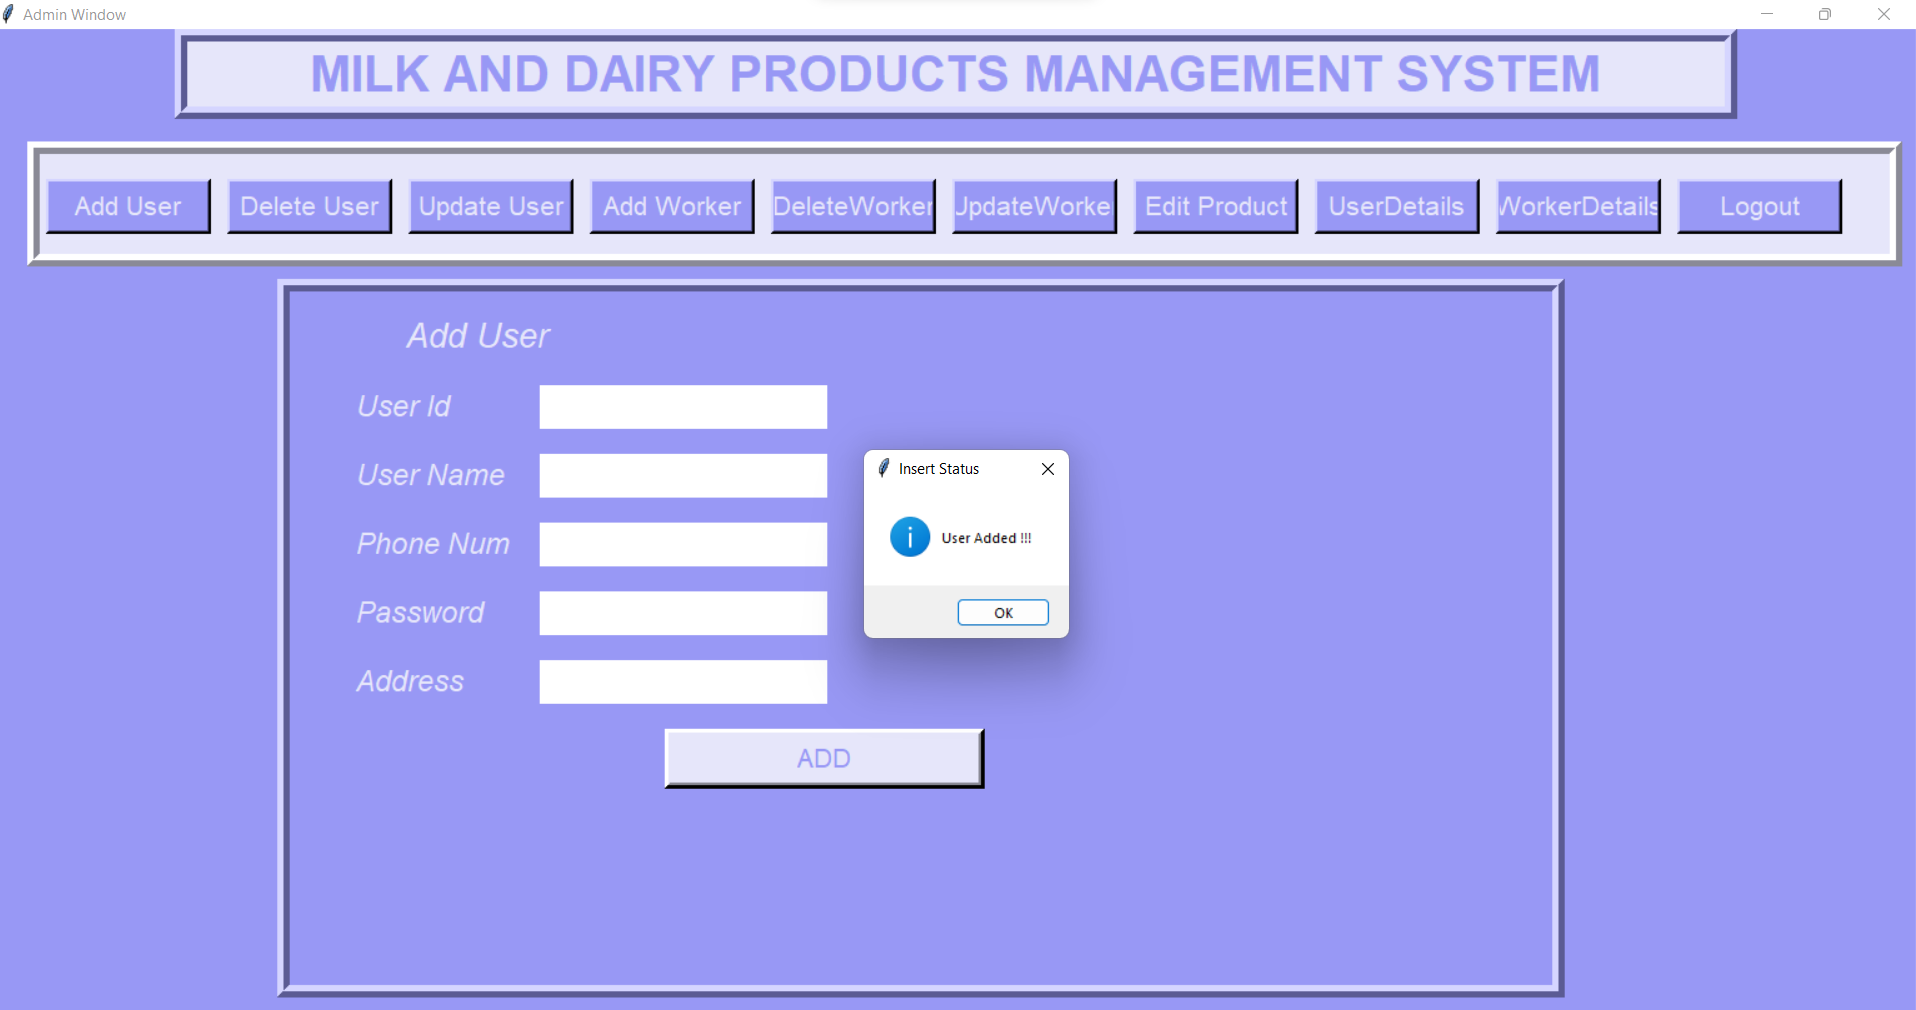 Admin Window
MILK AND DAIRY PRODUCTS MANAGEMENT SYSTEM
Add User Delete User Update User Add Worker DeleteWorker UpdateWorke Edit Product UserDetails WorkerDetails Logout
Add User
User Id
User Name
Phone Num
Password
Address
ADD
Insert Status
User Added !!!
OK